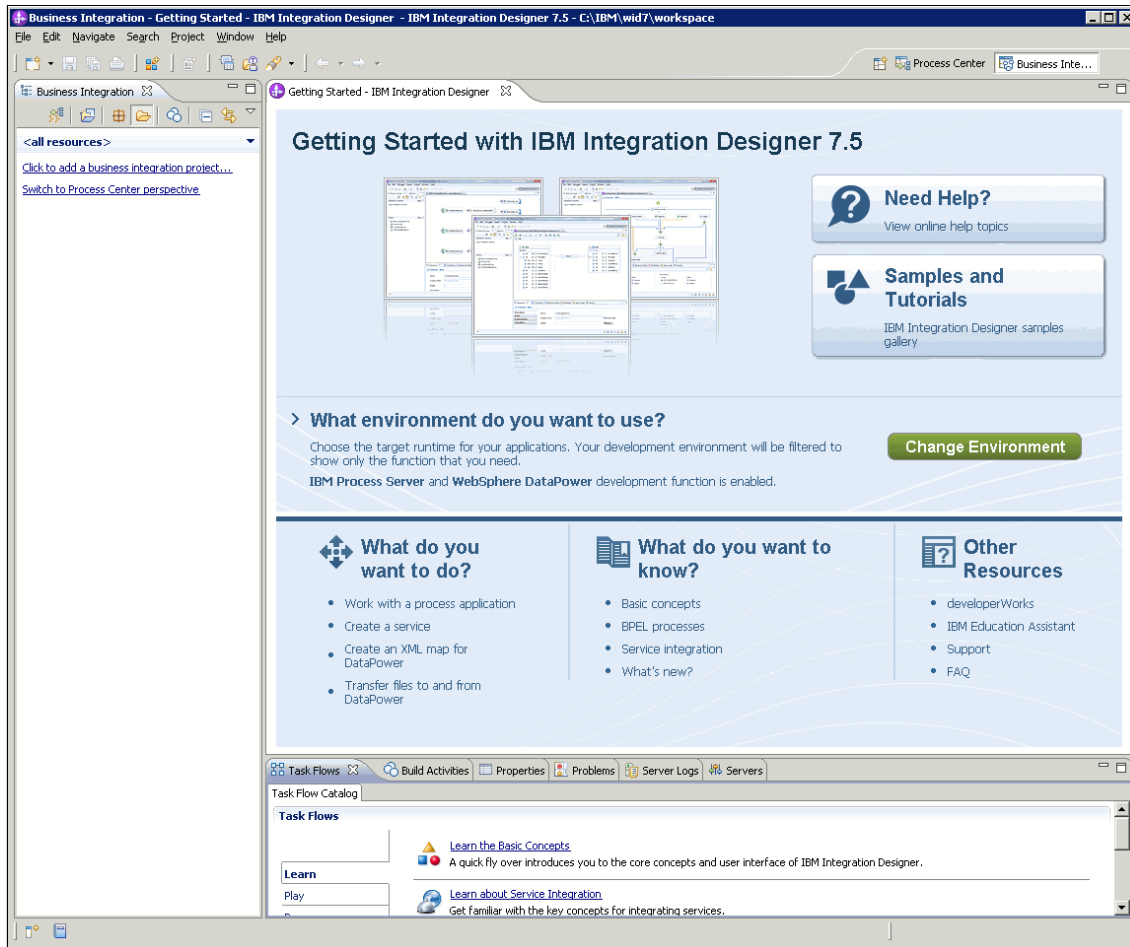 Business Integration - Getting Started - IBM Integration Designer - IBM Integration Designer 7.5 - C:\IBM\wid7\workspace
File Edit Navigate Search Project Window Help
Process Center
Business Inte...
Business Integration
<all resources>
Click to add a business integration project...
Switch to Process Center perspective
Getting Started - IBM Integration Designer
Getting Started with IBM Integration Designer 7.5
Need Help?
View online help topics
Samples and
Tutorials
IBM Integration Designer samples
gallery
What environment do you want to use?
Choose the target runtime for your applications. Your development environment will be filtered to
show only the function that you need.
IBM Process Server and WebSphere DataPower development function is enabled.
Change Environment
What do you
want to do?
• Work with a process application
• Create a service
• Create an XML map for
DataPower
• Transfer files to and from
DataPower
What do you want to
know?
• Basic concepts
• BPEL processes
• Service integration
• What's new?
Other
Resources
• developerWorks
• IBM Education Assistant
• Support
• FAQ
Task Flows Build Activities Properties Problems Server Logs Servers
Task Flow Catalog
Task Flows
Learn
Play
Learn the Basic Concepts
A quick fly over introduces you to the core concepts and user interface of IBM Integration Designer.
Learn about Service Integration
Get familiar with the key concepts for integrating services.